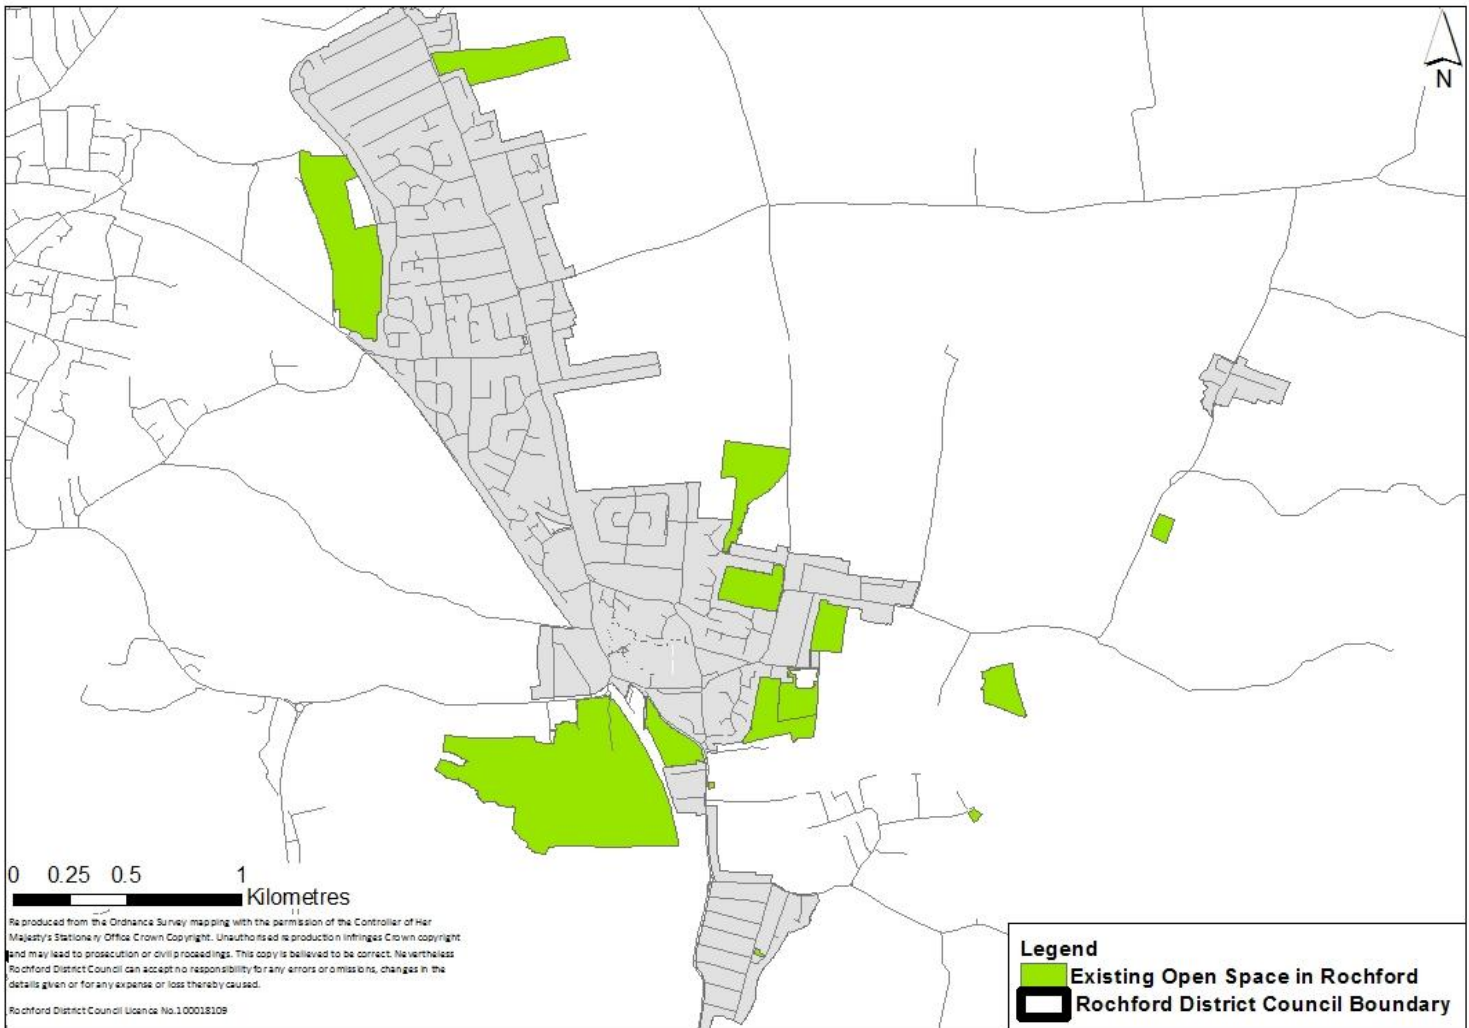 N
0 0.25 0.5 1
Kilometres
Reproduced from the Ordnance Survey mapping with the permission of the Controller of Her
Majesty's Stationery Office Crown Copyright. Unauthorised reproduction infringes Crown copyright
and may lead to prosecution or civil proceedings. This copy is believed to be correct. Nevertheless
Rochford District Council can accept no responsibility for any errors or omissions, changes in the
details given or for any expense or loss thereby caused.
Rochford District Council Licence No.100018109
Legend
Existing Open Space in Rochford
Rochford District Council Boundary